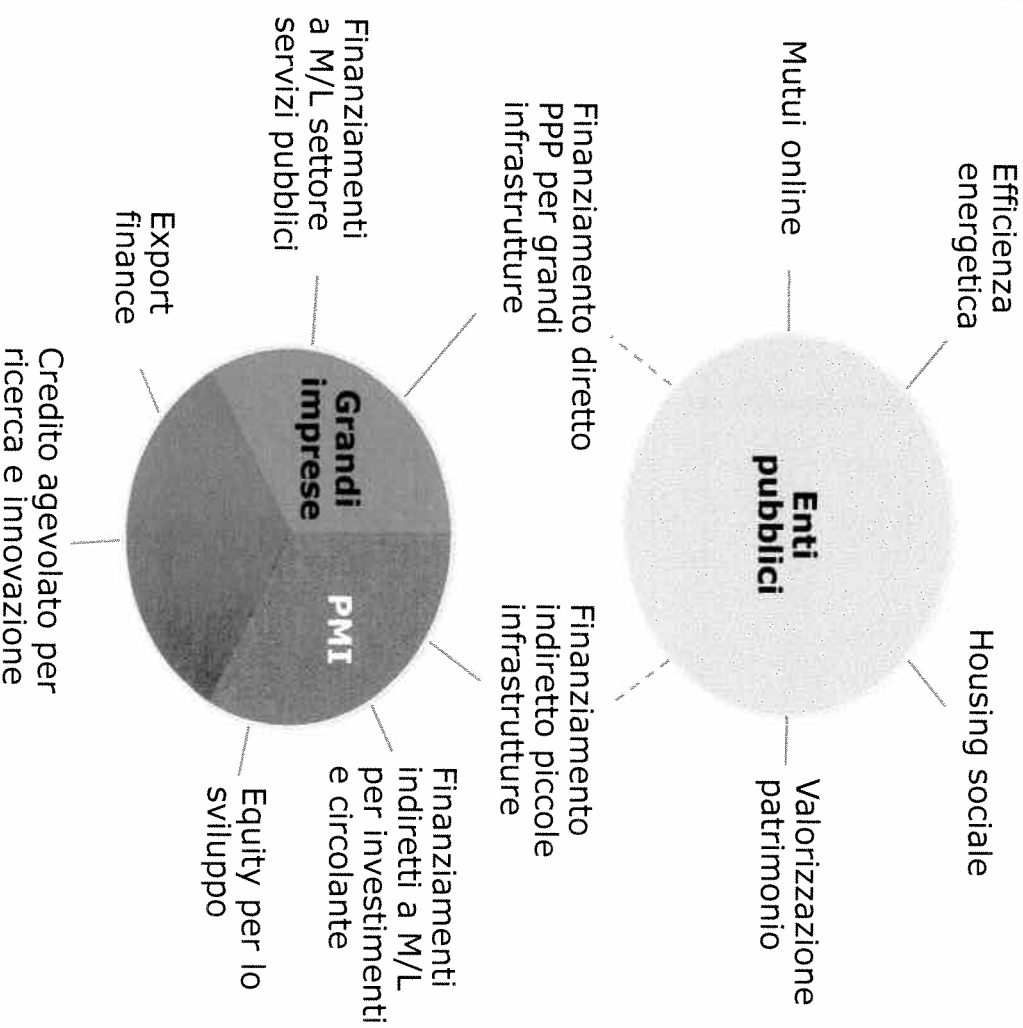 Efficienza
energetica
Housing sociale
Mutui online
Enti
pubblici
Valorizzazione
patrimonio
Finanziamento diretto
PPP per grandi
infrastrutture
Finanziamento
indiretto piccole
infrastrutture
Finanziamenti
a M/L settore
servizi pubblici
Grandi
imprese
PMI
Finanziamenti
indiretti a M/L
per investimenti
e circolante
Export
finance
Equity per lo
sviluppo
Credito agevolato per
ricerca e innovazione